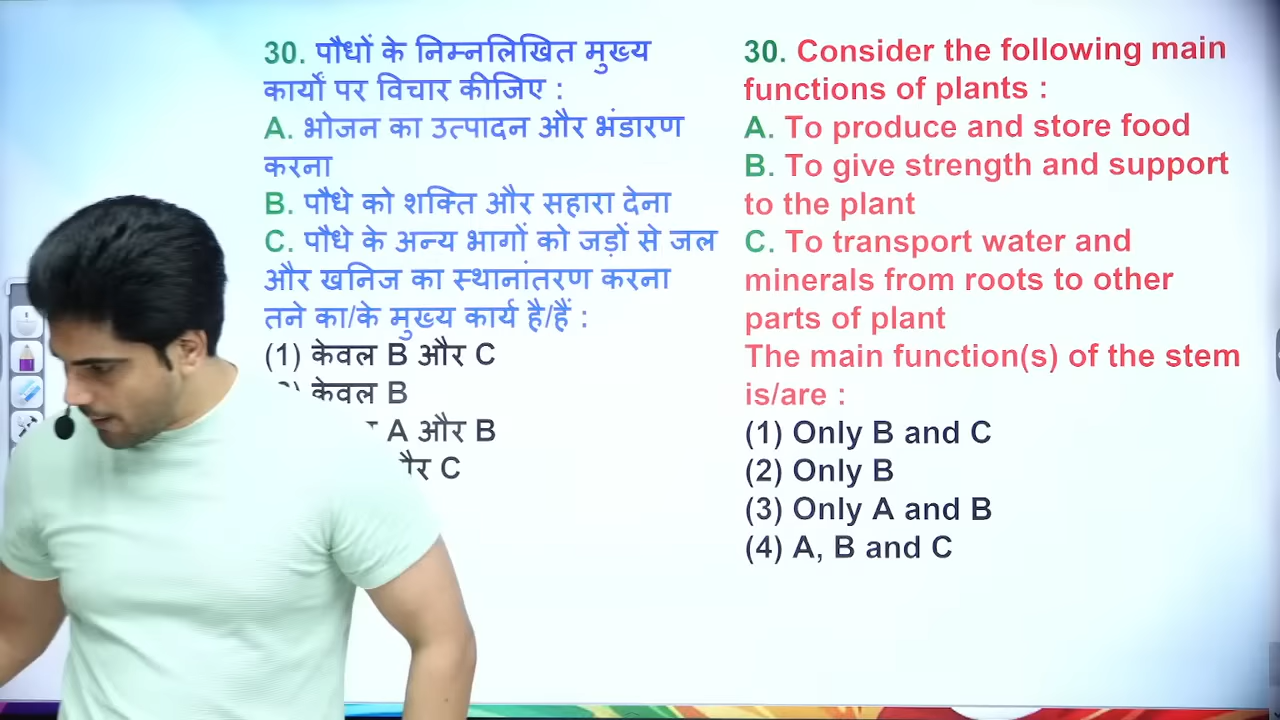 30. पौधों के निम्नलिखित मुख्य
कार्यों पर विचार कीजिए :
A. भोजन का उत्पादन और भंडारण
करना
B. पौधे को शक्ति और सहारा देना
C. पौधे के अन्य भागों को जड़ों से जल
और खनिज का स्थानांतरण करना
तने का/के मुख्य कार्य है/हैं :
(1) केवल B और C
केवल B
A और B
C
30. Consider the following main
functions of plants :
A. To produce and store food
B. To give strength and support
to the plant
C. To transport water and
minerals from roots to other
parts of plant
The main function(s) of the stem
is/are :
(1) Only B and C
(2) Only B
(3) Only A and B
(4) A, B and C